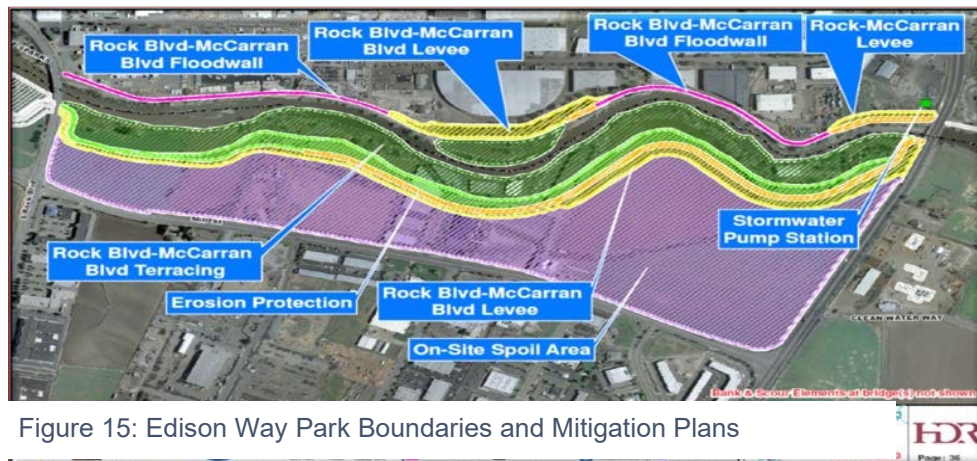 Rock Blvd-McCarran
Blvd Floodwall
Rock Blvd-McCarran
Blvd Levee
Rock Blvd-McCarran
Blvd Floodwall
Rock-McCarran
Levee
Stormwater
Pump Station
Rock Blvd-McCarran
Blvd Terracing
Erosion Protection
Rock Blvd-McCarran
Blvd Levee
On-Site Spoil Area
CLEAN WATER WAY
Bank & Scour Elements at bridge(s) not shown
Figure 15: Edison Way Park Boundaries and Mitigation Plans
HDR
Page: 36